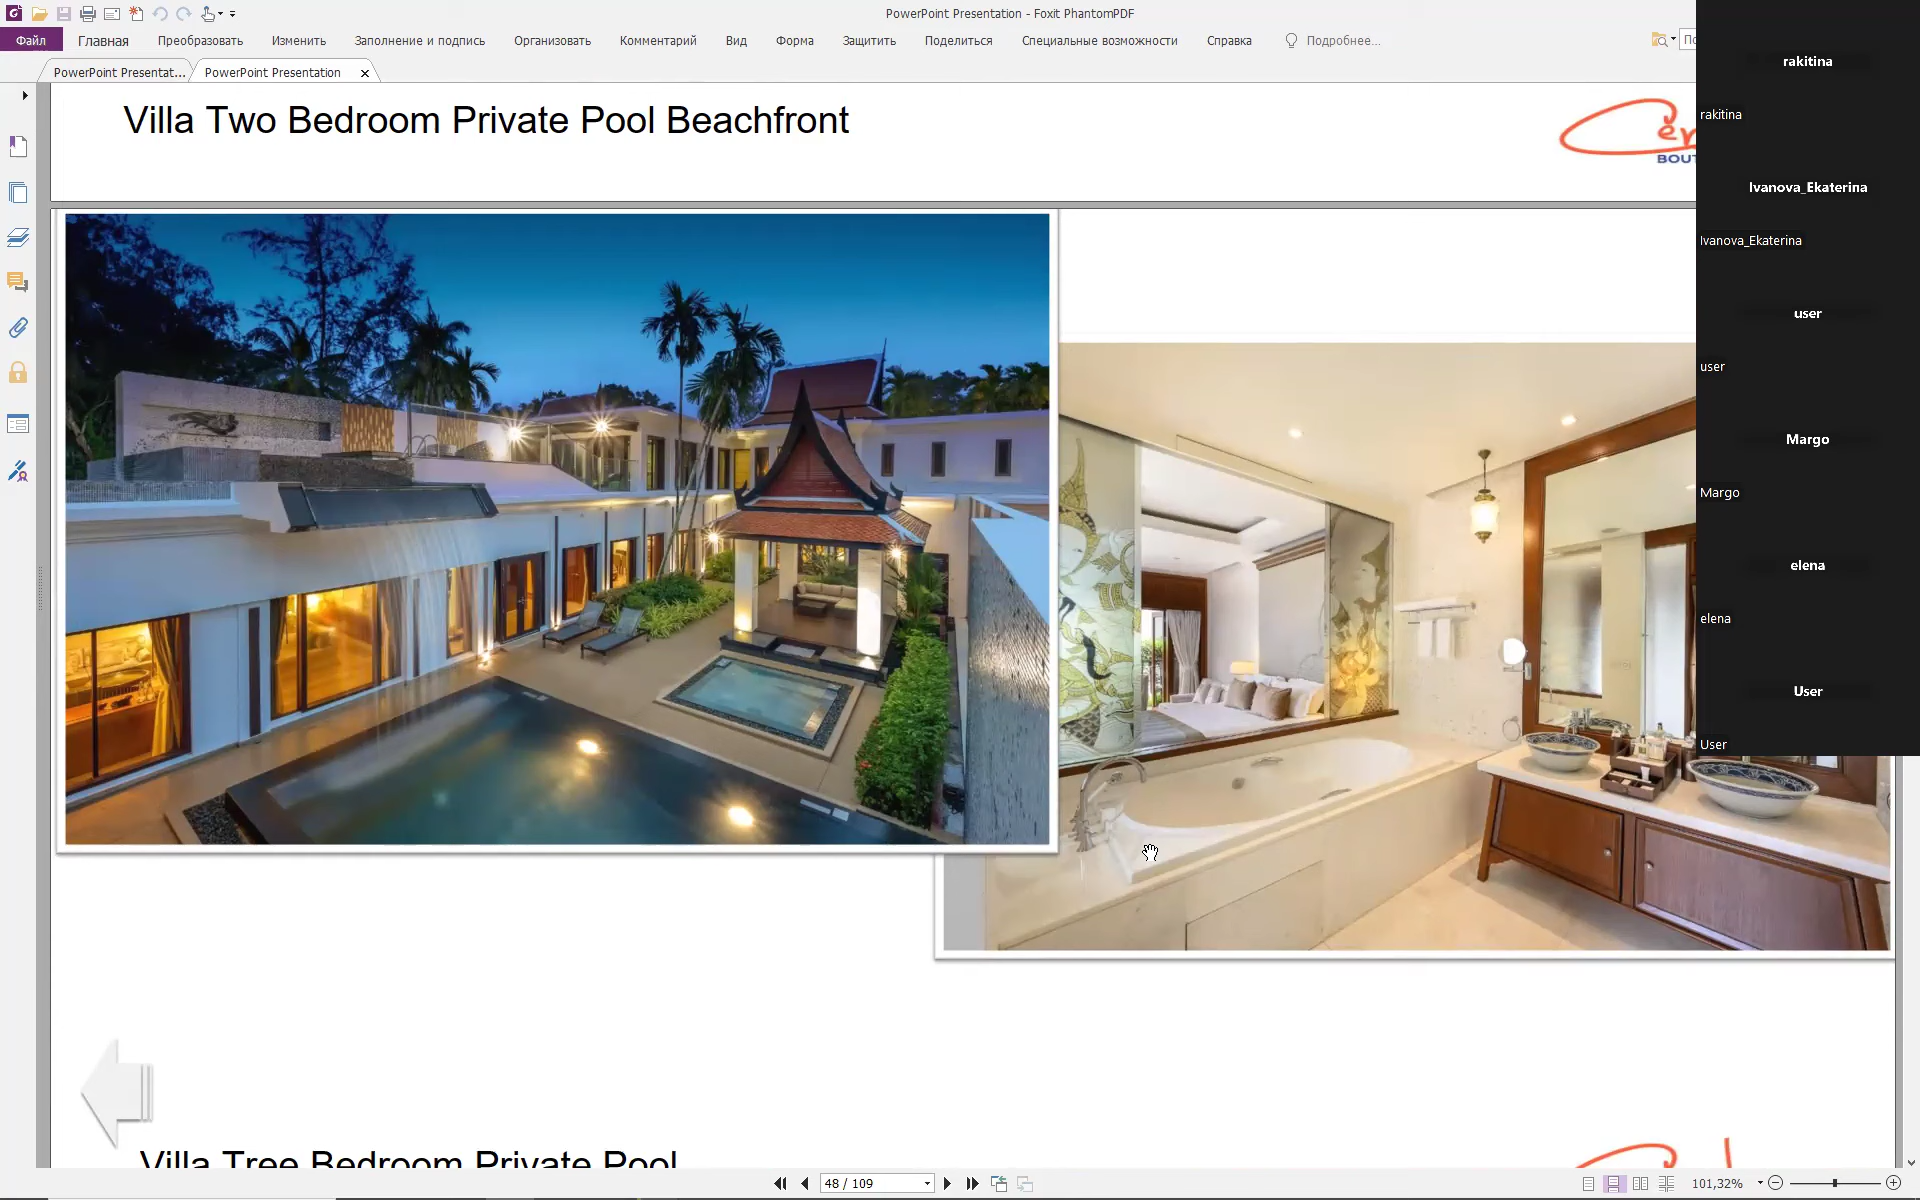 PowerPoint Presentation - Foxit PhantomPDF
Файл
Главная
Преобразовать
Изменить
Заполнение и подпись
Организовать
Комментарий
Вид
Форма
Защитить
Поделиться
Специальные возможности
Справка
Подробнее...
По
PowerPoint Presentat...
PowerPoint Presentation
Villa Two Bedroom Private Pool Beachfront
BOUT
rakitina
rakitina
Ivanova_Ekaterina
Ivanova_Ekaterina
user
user
Margo
Margo
elena
elena
User
User
Villa Tree Bedroom Private Pool
48 / 109
101,32%